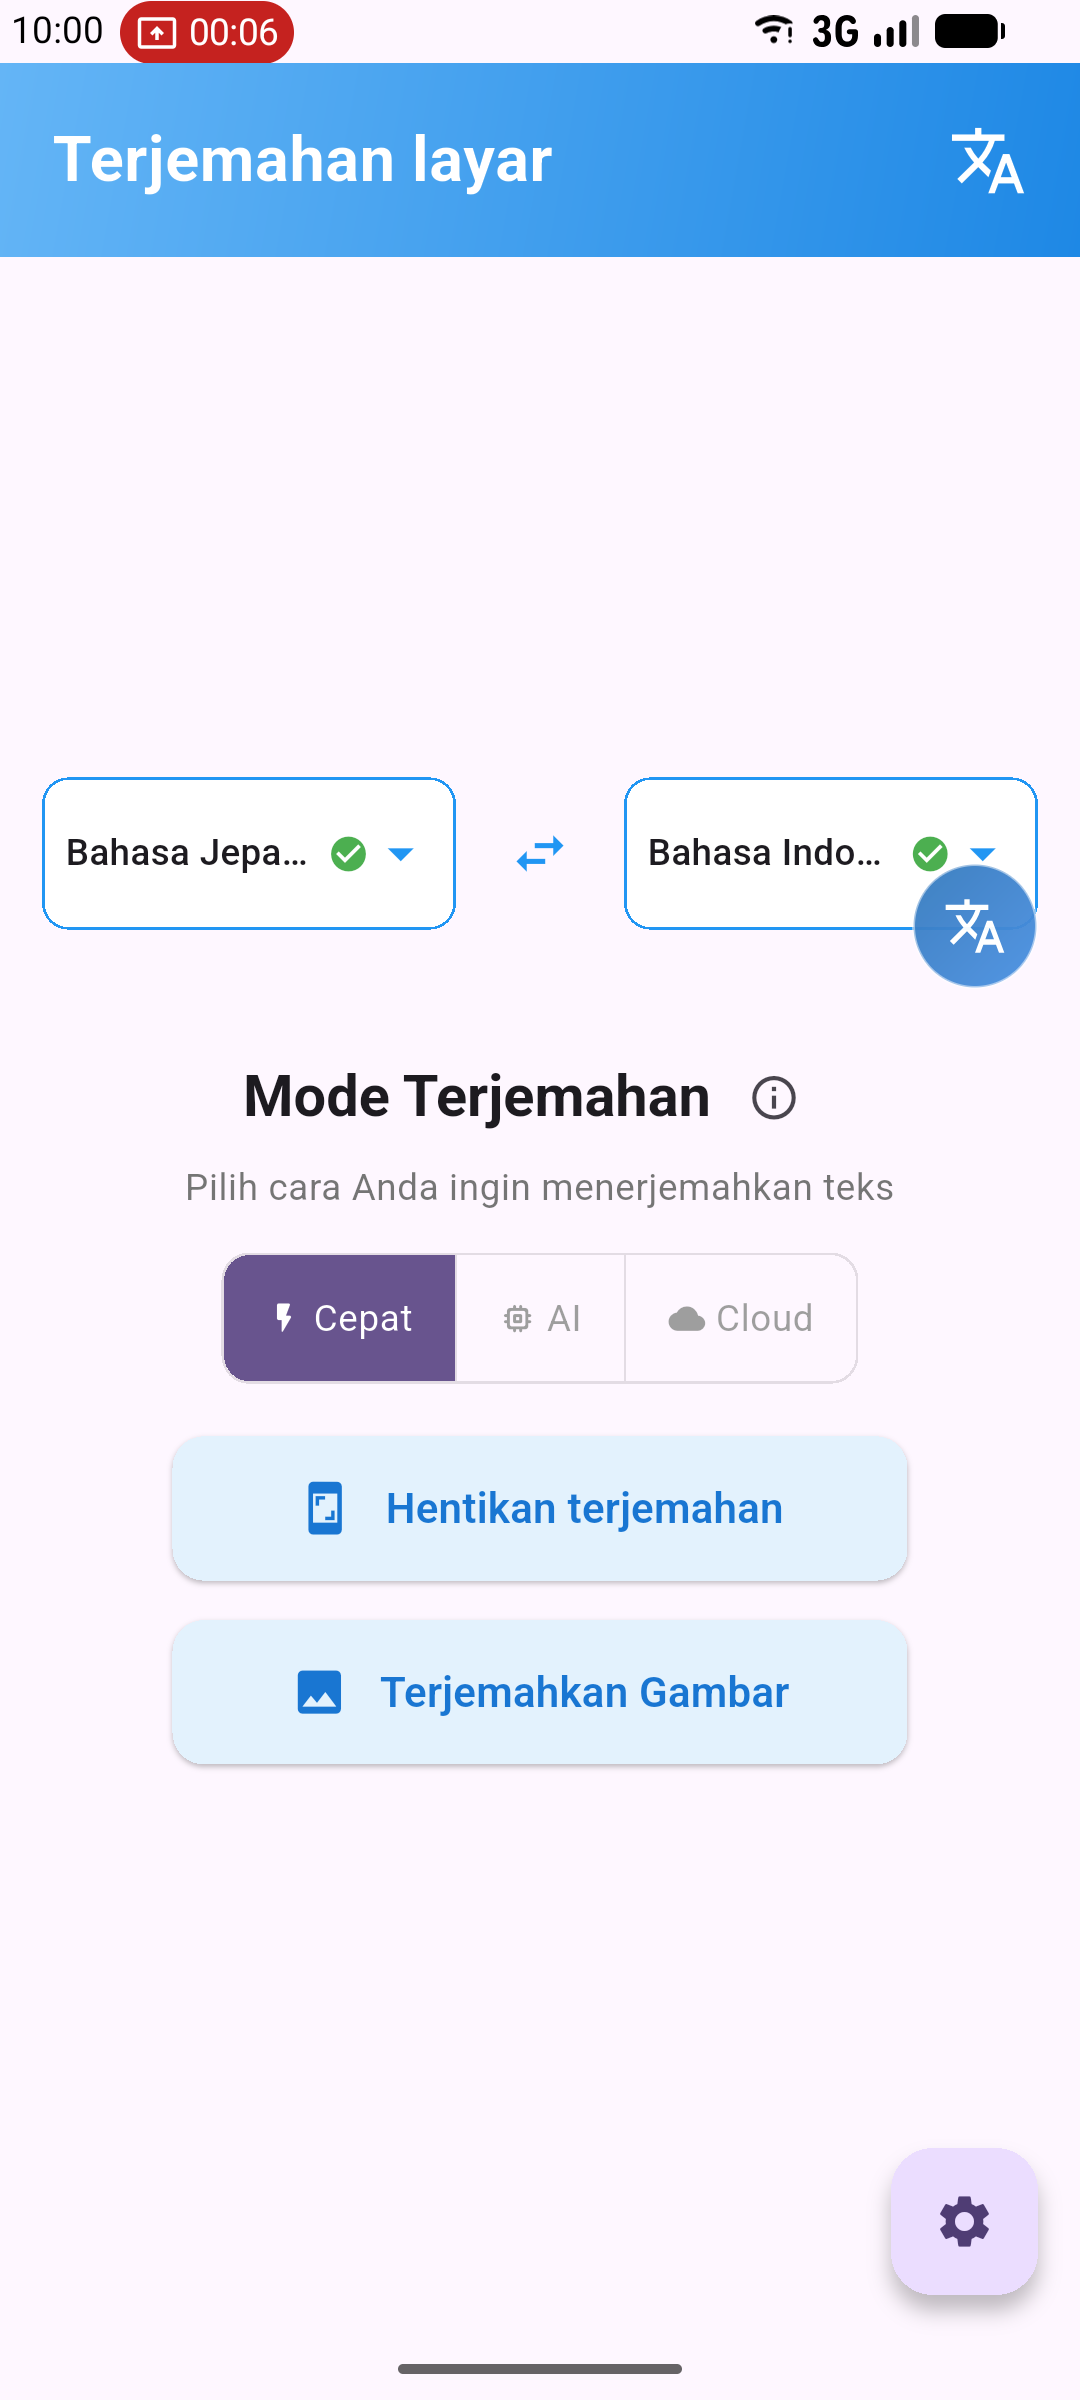 10:00 00:06 3G
Terjemahan layar
Bahasa Jepa...
Bahasa Indo...
Mode Terjemahan
Pilih cara Anda ingin menerjemahkan teks
Cepat
AI
Cloud
Hentikan terjemahan
Terjemahkan Gambar